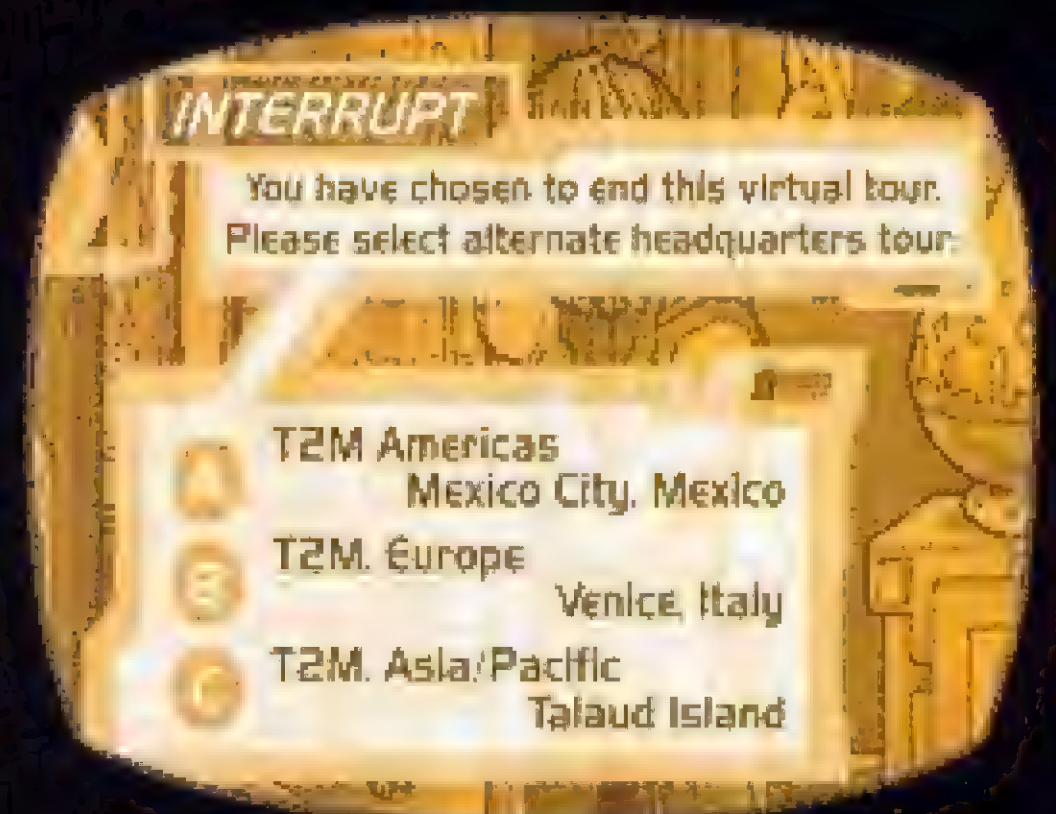 INTERRUPT
You have chosen to end this virtual tour.
Please select alternate headquarters tour.
A T2M Americas
Mexico City, Mexico
B T2M. Europe
Venice, Italy
C T2M. Asia/Pacific
Talaud Island